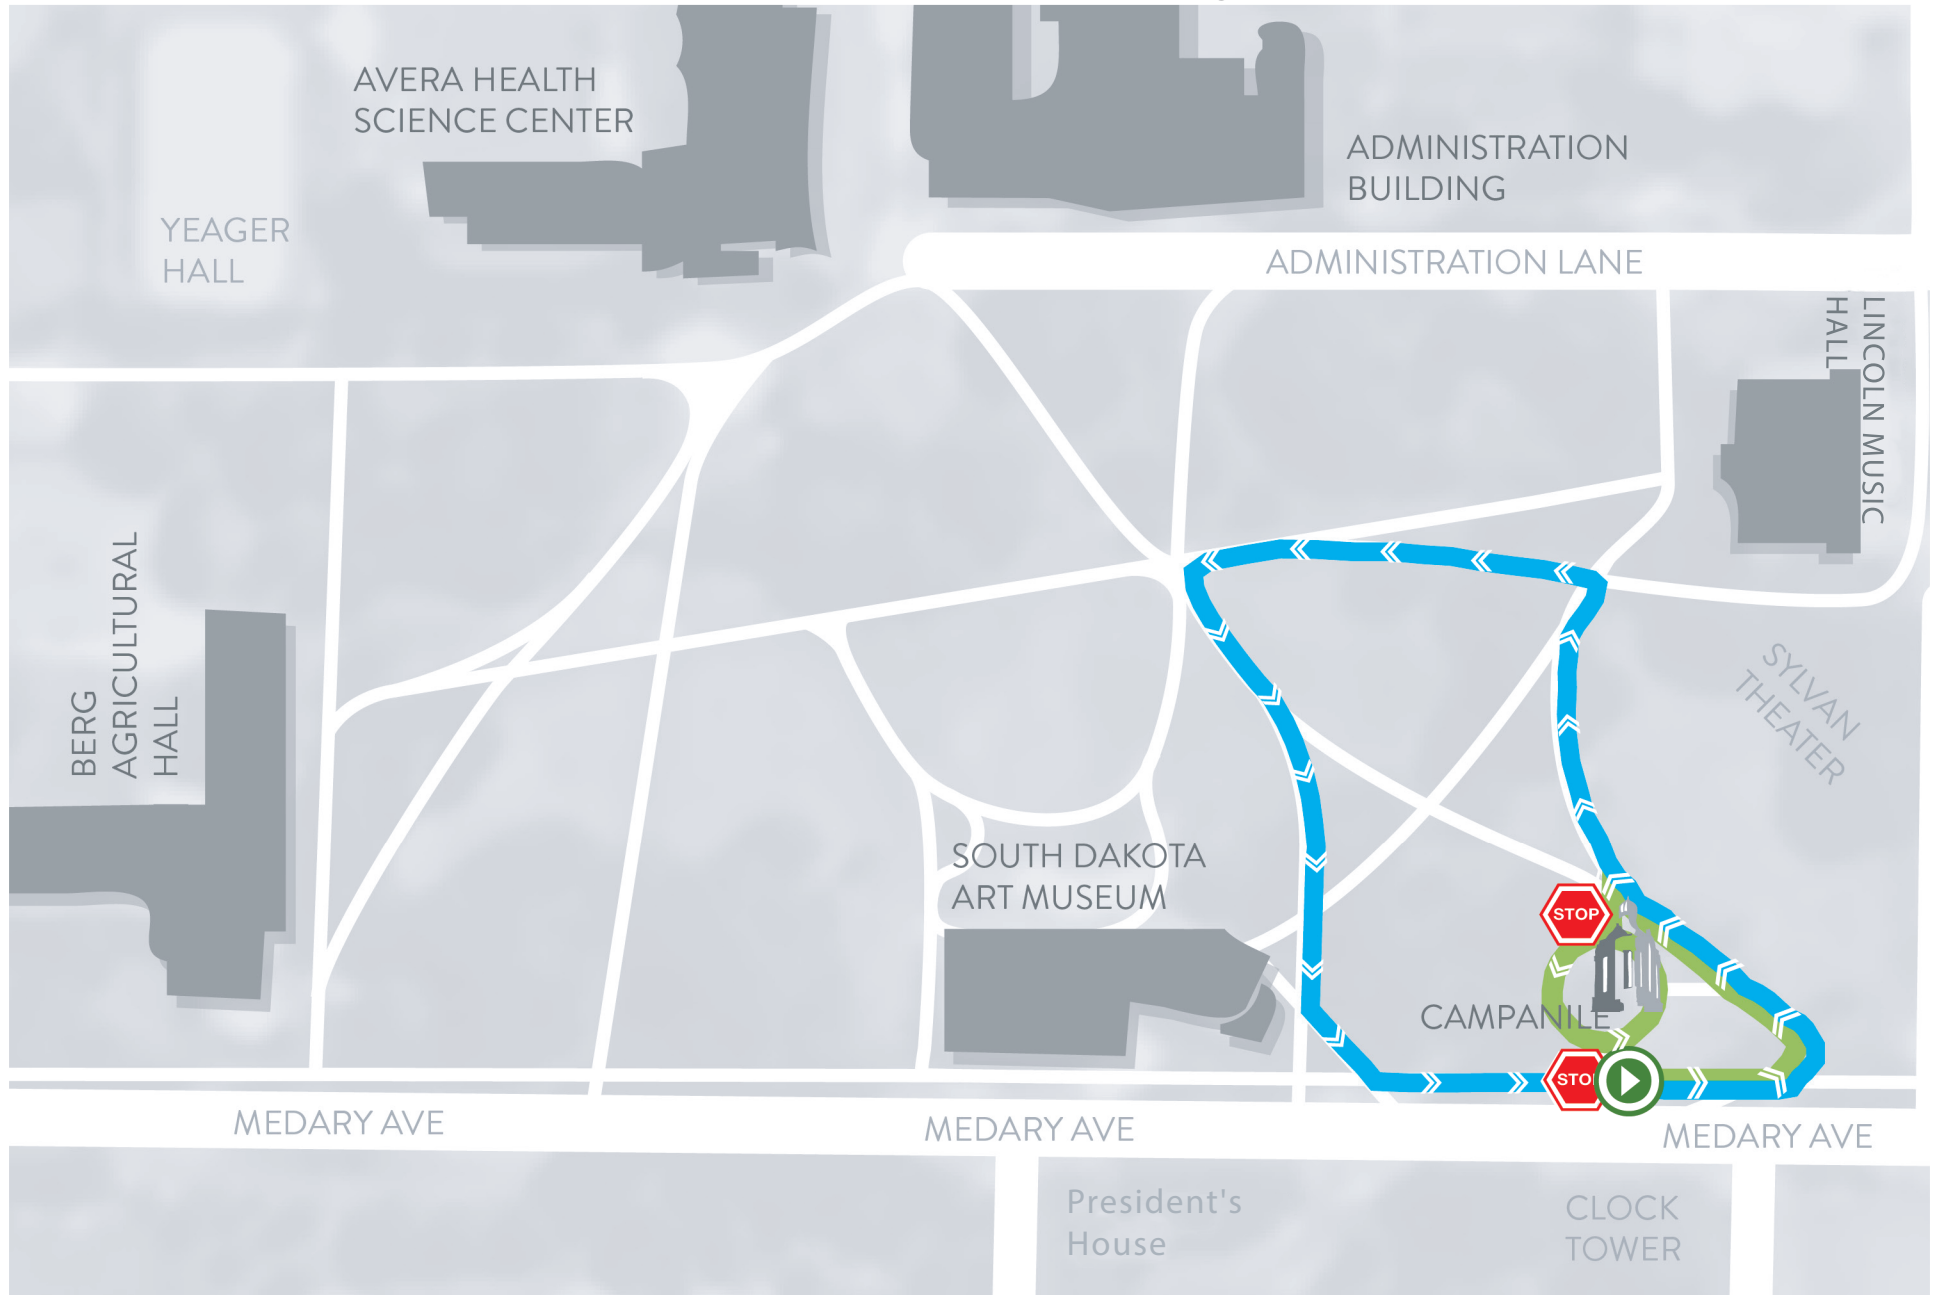 AVERA HEALTH
SCIENCE CENTER
ADMINISTRATION
BUILDING
YEAGER
HALL
ADMINISTRATION LANE
LINCOLN MUSIC
HALL
BERG
AGRICULTURAL
HALL
SYLVAN
THEATER
SOUTH DAKOTA
ART MUSEUM
STOP
CAMPANILE
STOP
MEDARY AVE
MEDARY AVE
MEDARY AVE
President's
House
CLOCK
TOWER